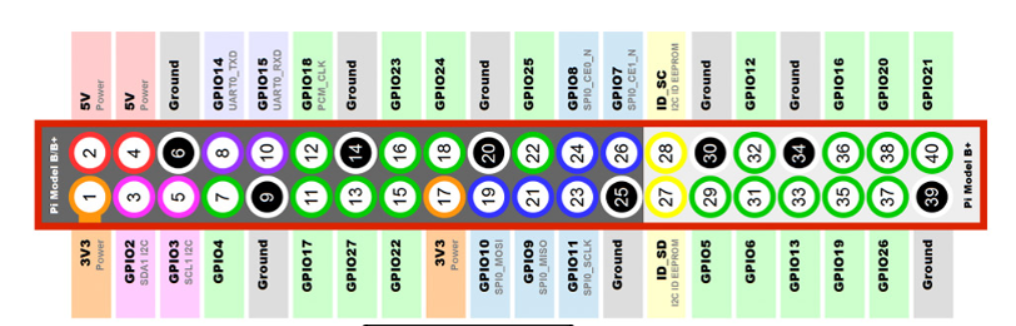 5V
Power
5V
Power
Ground
GPIO14
UART0_TXD
GPIO15
UART0_RXD
GPIO18
PCM_CLK
Ground
GPIO23
GPIO24
Ground
GPIO25
GPIO8
SPI0_CE0_N
GPIO7
SPI0_CE1_N
ID_SC
I2C ID EEPROM
Ground
GPIO12
Ground
GPIO16
GPIO20
GPIO21
Pi Model B/B+
2 4 6 8 10 12 14 16 18 20 22 24 26 28 30 32 34 36 38 40
1 3 5 7 9 11 13 15 17 19 21 23 25 27 29 31 33 35 37 39
Pi Model B+
3V3
Power
GPIO2
SDA1 I2C
GPIO3
SCL1 I2C
GPIO4
Ground
GPIO17
GPIO27
GPIO22
3V3
Power
GPIO10
SPI0_MOSI
GPIO9
SPI0_MISO
GPIO11
SPI0_SCLK
Ground
ID_SD
I2C ID EEPROM
GPIO5
GPIO6
GPIO13
GPIO19
GPIO26
Ground